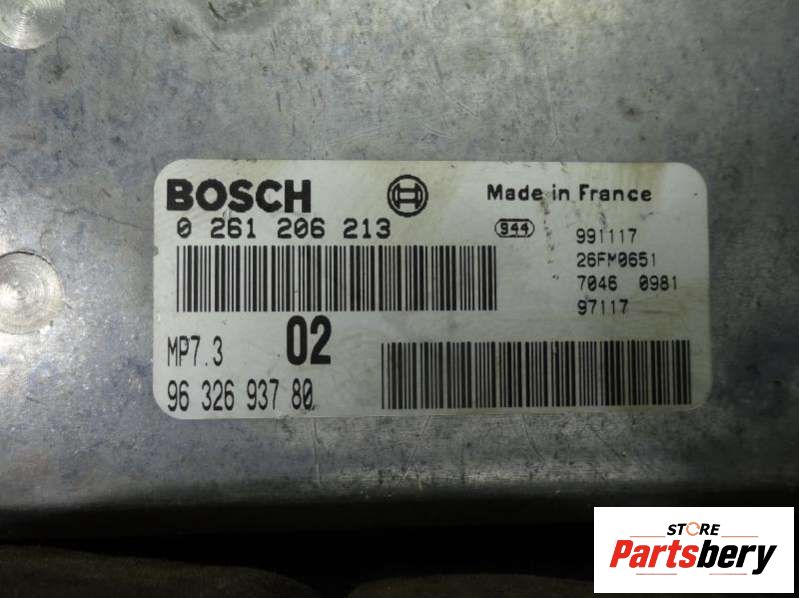 BOSCH
Made in France
0 261 206 213
944
991117
26FM0651
7046 0981
97117
MP7.3
02
96 326 937 80
STORE
Partsbery